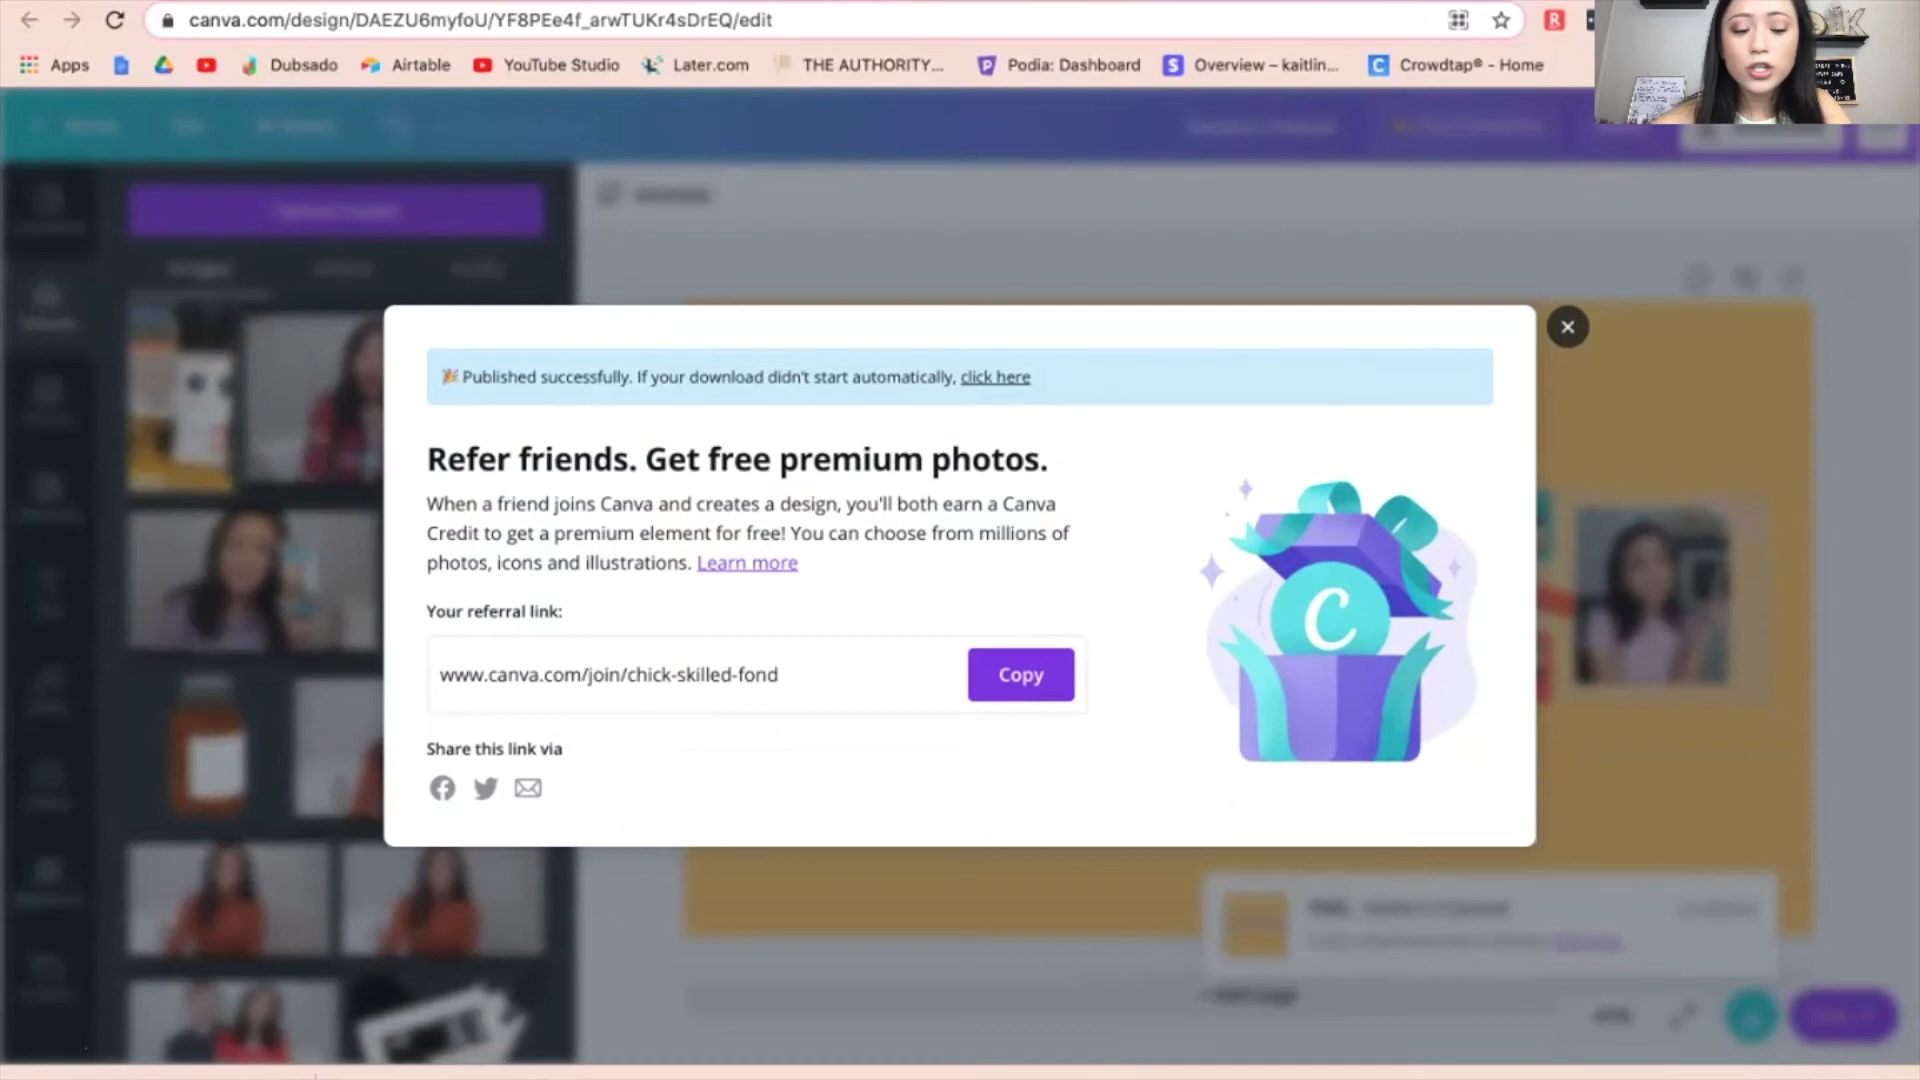 canva.com/design/DAEZU6myfoU/YF8PEe4f_arwTUKr4sDrEQ/edit
R
Apps
Dubsado
Airtable
YouTube Studio
Later.com
THE AUTHORITY...
Podia: Dashboard
S
Overview – kaitlin...
C
Crowdtap® - Home
Published successfully. If your download didn't start automatically, click here
Refer friends. Get free premium photos.
When a friend joins Canva and creates a design, you'll both earn a Canva
Credit to get a premium element for free! You can choose from millions of
photos, icons and illustrations. Learn more
Your referral link:
www.canva.com/join/chick-skilled-fond
Copy
Share this link via
C